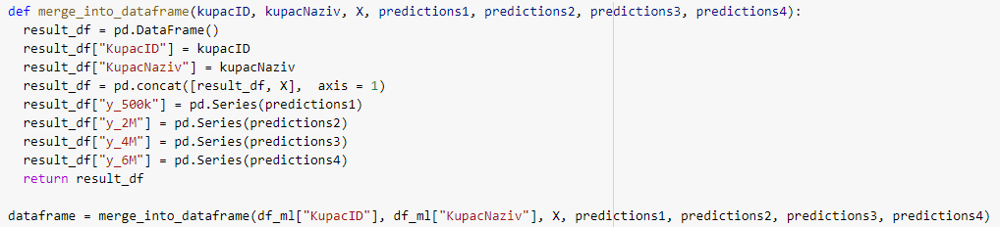 def merge_into_dataframe(kupacID, kupacNaziv, X, predictions1, predictions2, predictions3, predictions4):
  result_df = pd.DataFrame()
  result_df["KupacID"] = kupacID
  result_df["KupacNaziv"] = kupacNaziv
  result_df = pd.concat([result_df, X],  axis = 1)
  result_df["y_500k"] = pd.Series(predictions1)
  result_df["y_2M"] = pd.Series(predictions2)
  result_df["y_4M"] = pd.Series(predictions3)
  result_df["y_6M"] = pd.Series(predictions4)
  return result_df
dataframe = merge_into_dataframe(df_ml["KupacID"], df_ml["KupacNaziv"], X, predictions1, predictions2, predictions3, predictions4)